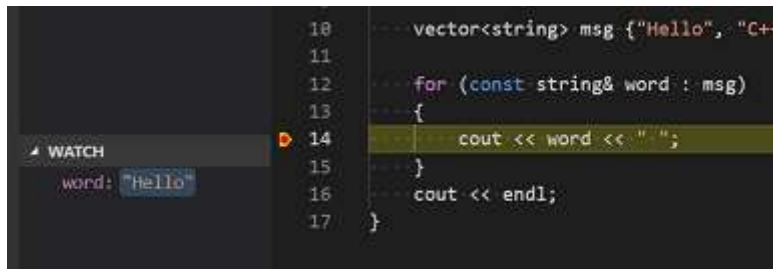 10 vector<string> msg {"Hello", "C+
11
12 for (const string& word : msg)
13 {
14 cout << word << " ";
15 }
16 cout << endl;
17 }
WATCH
word: "Hello"